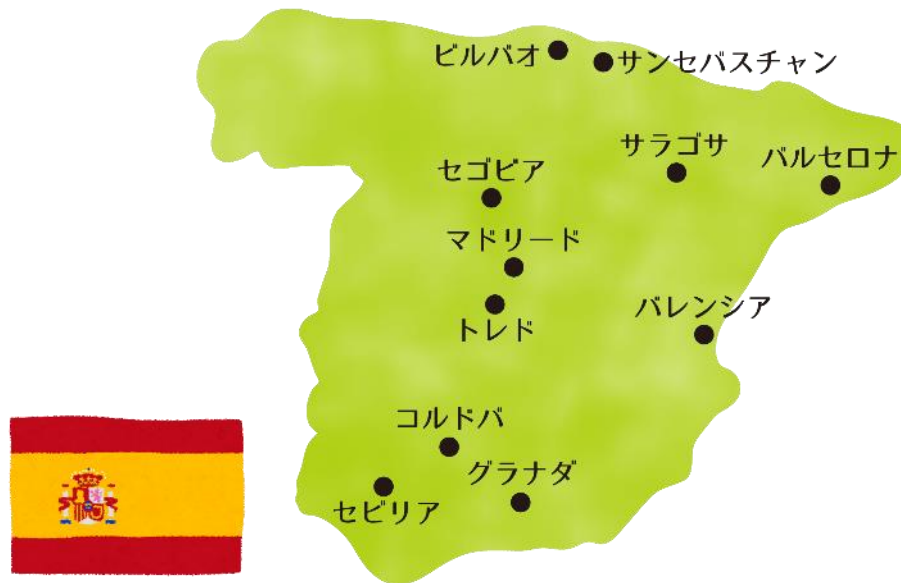 ビルバオ
サンセバスチャン
サラゴサ
バルセロナ
セゴビア
マドリード
トレド
バレンシア
コルドバ
グラナダ
セビリア